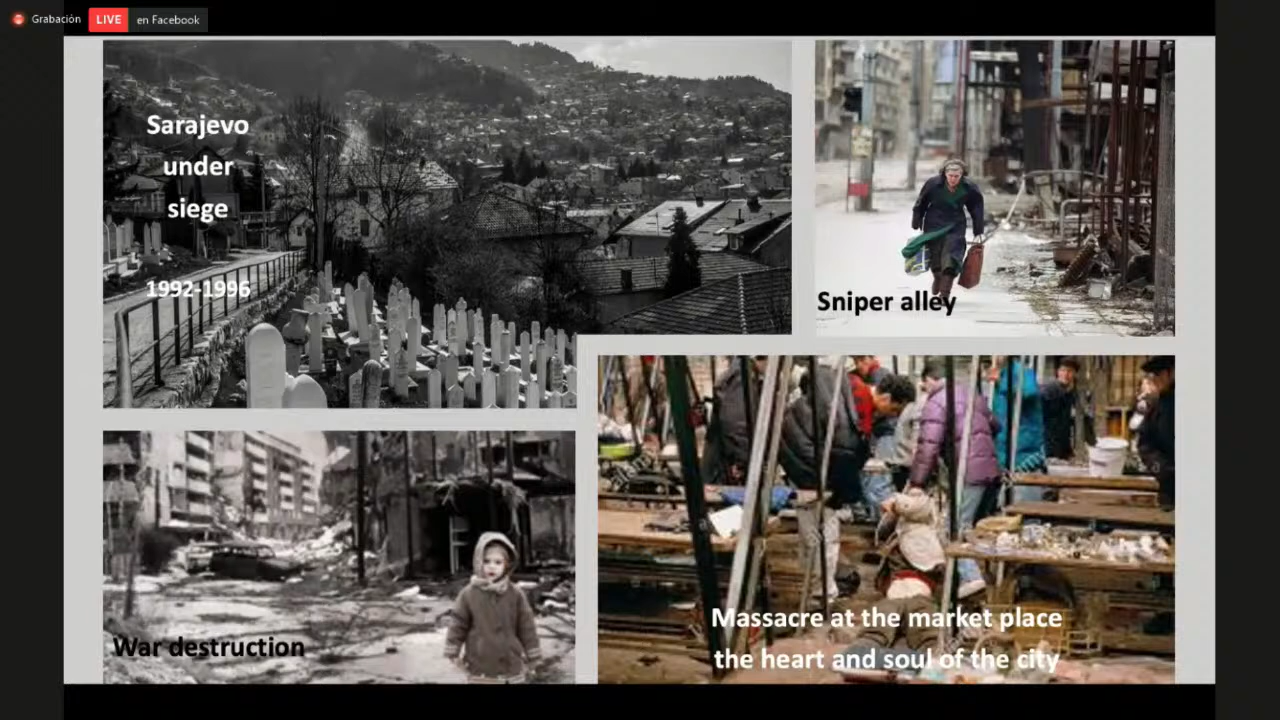 Grabación
LIVE
en Facebook
Sarajevo
under
siege
1992-1996
Sniper alley
War destruction
Massacre at the market place
the heart and soul of the city